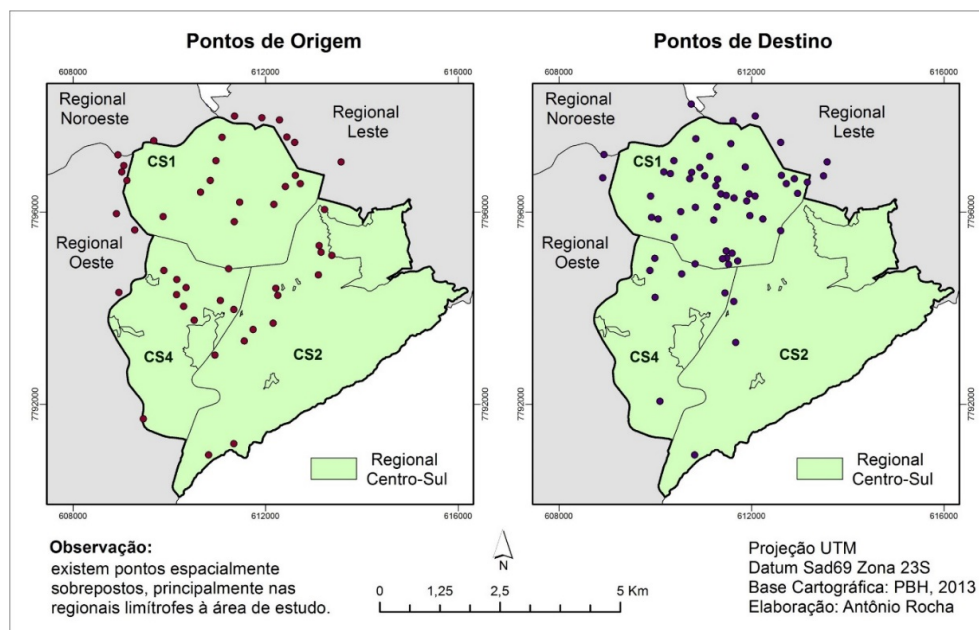 Pontos de Origem
608000
612000
616000
Regional
Noroeste
Regional
Leste
CS1
7796000
Regional
Oeste
CS4
CS2
7792000
Regional
Centro-Sul
608000
612000
616000
Pontos de Destino
608000
612000
616000
Regional
Noroeste
Regional
Leste
CS1
7796000
Regional
Oeste
CS4
CS2
7792000
Regional
Centro-Sul
608000
612000
616000
Observação:
existem pontos espacialmente
sobrepostos, principalmente nas
regionais limítrofes à área de estudo.
N
0 1,25 2,5 5 Km
Projeção UTM
Datum Sad69 Zona 23S
Base Cartográfica: PBH, 2013
Elaboração: Antônio Rocha